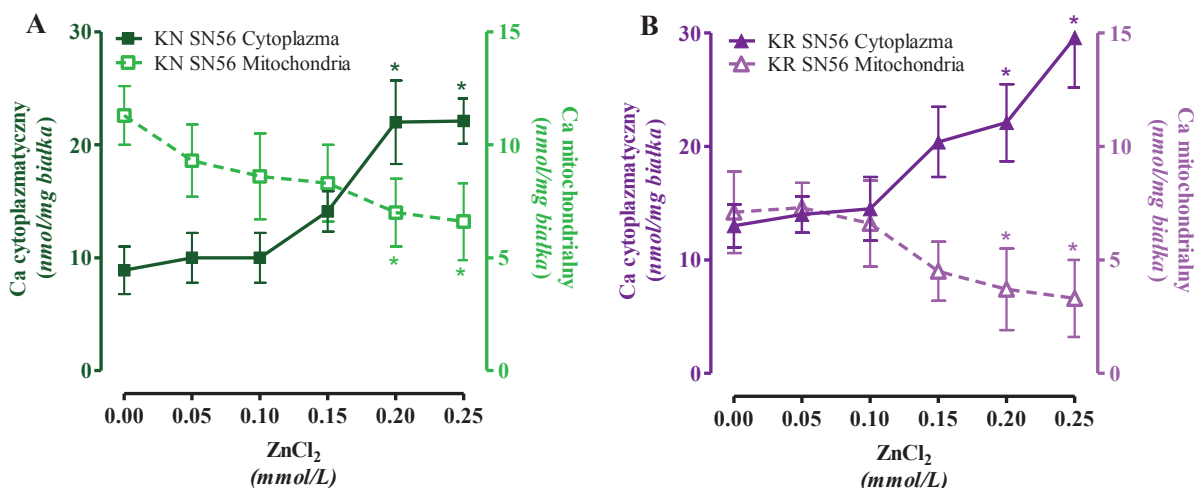 A
KN SN56 Cytoplazma
KN SN56 Mitochondria
30
20
10
0
Ca cytoplazmatyczny
(nmol/mg białka)
15
10
5
0
Ca mitochondrialny
(nmol/mg białka)
* *
* *
0.00 0.05 0.10 0.15 0.20 0.25
ZnCl₂
(mmol/L)
B
KR SN56 Cytoplazma
KR SN56 Mitochondria
30
20
10
0
Ca cytoplazmatyczny
(nmol/mg białka)
15
10
5
0
Ca mitochondrialny
(nmol/mg białka)
* *
* *
0.00 0.05 0.10 0.15 0.20 0.25
ZnCl₂
(mmol/L)